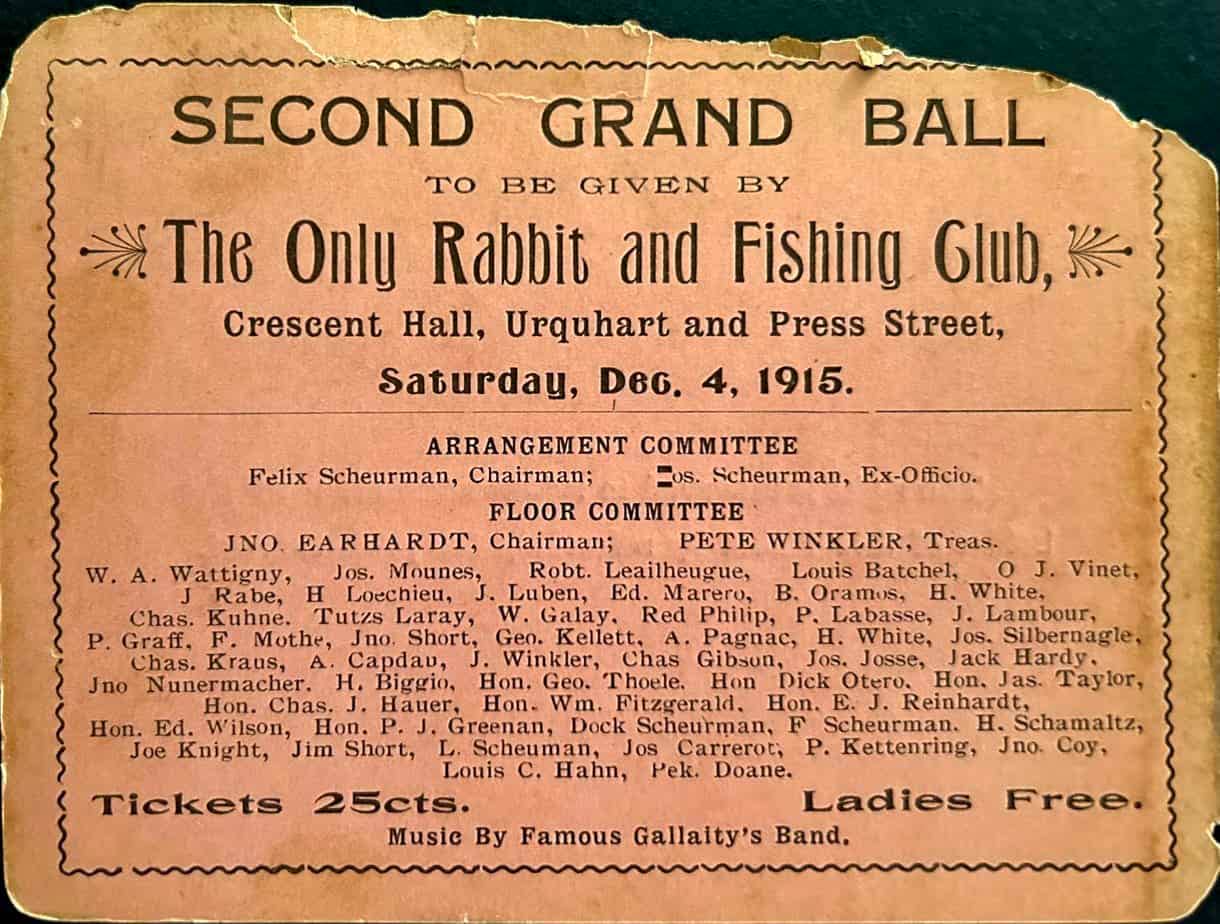 SECOND GRAND BALL
TO BE GIVEN BY
The Only Rabbit and Fishing Club,
Crescent Hall, Urquhart and Press Street,
Saturday, Dec. 4, 1915.
ARRANGEMENT COMMITTEE
Felix Scheurman, Chairman; Jos. Scheurman, Ex-Officio.
FLOOR COMMITTEE
JNO. EARHARDT, Chairman; PETE WINKLER, Treas.
W. A. Wattigny, Jos. Mounes, Robt. Leailheugue, Louis Batchel, O J. Vinet,
J Rabe, H Loechieu, J. Luben, Ed. Marero, B. Oramos, H. White,
Chas. Kuhne. Tutzs Laray, W. Galay, Red Philip, P. Labasse, J. Lambour,
P. Graff, F. Mothe, Jno. Short, Geo. Kellett, A. Pagnac, H. White, Jos. Silbernagle,
Chas. Kraus, A. Capdau, J. Winkler, Chas Gibson, Jos. Josse, Jack Hardy,
Jno Nunermacher. H. Biggio, Hon. Geo. Thoele. Hon Dick Otero, Hon. Jas. Taylor,
Hon. Chas. J. Hauer, Hon. Wm. Fitzgerald, Hon. E. J. Reinhardt,
Hon. Ed. Wilson, Hon. P. J. Greenan, Dock Scheurman, F Scheurman. H. Schamaltz,
Joe Knight, Jim Short, L. Scheuman, Jos Carrerot, P. Kettenring, Jno. Coy,
Louis C. Hahn, Pek. Doane.
Tickets 25cts. Ladies Free.
Music By Famous Gallaity's Band.